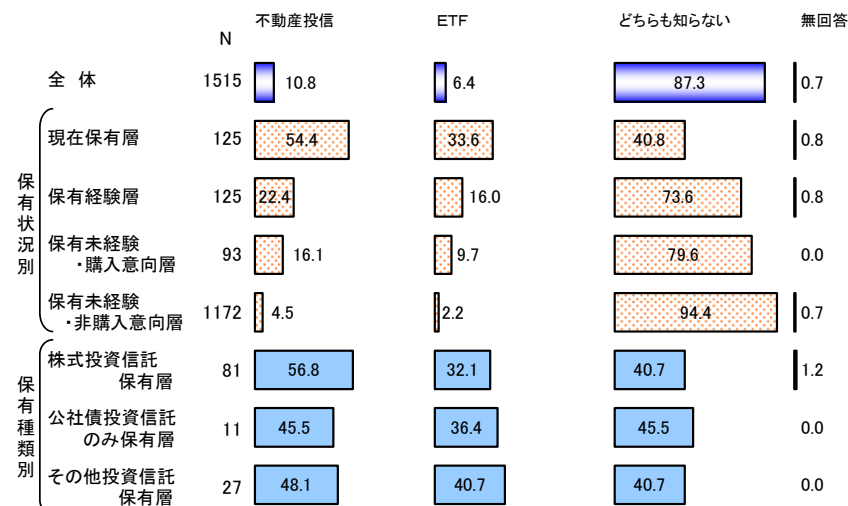 不動産投信 ETF どちらも知らない 無回答
N
全 体 1515 10.8 6.4 87.3 0.7
保有状況別
現在保有層 125 54.4 33.6 40.8 0.8
保有経験層 125 22.4 16.0 73.6 0.8
保有未経験
・購入意向層 93 16.1 9.7 79.6 0.0
保有未経験
・非購入意向層 1172 4.5 2.2 94.4 0.7
保有種類別
株式投資信託
保有層 81 56.8 32.1 40.7 1.2
公社債投資信託
のみ保有層 11 45.5 36.4 45.5 0.0
その他投資信託
保有層 27 48.1 40.7 40.7 0.0